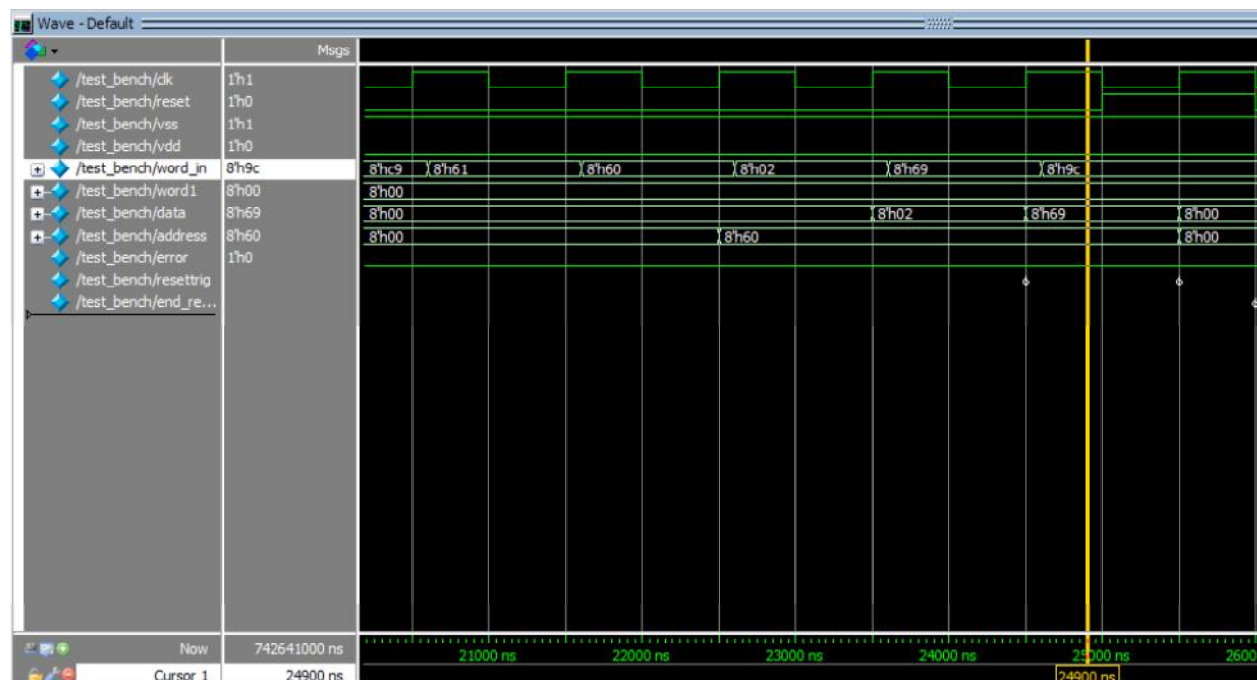 Wave - Default
Msgs
/test_bench/clk 1'h1
/test_bench/reset 1'h0
/test_bench/vss 1'h1
/test_bench/vdd 1'h0
/test_bench/word_in 8'h9c 8'hc9 8'h61 8'h60 8'h02 8'h69 8'h9c
/test_bench/word1 8'h00 8'h00
/test_bench/data 8'h69 8'h00 8'h02 8'h69 8'h00
/test_bench/address 8'h60 8'h00 8'h60 8'h00
/test_bench/error 1'h0
/test_bench/resettrig
/test_bench/end_re...
Now 742641000 ns 21000 ns 22000 ns 23000 ns 24000 ns 25000 ns 2600
Cursor 1 24900 ns 24900 ns